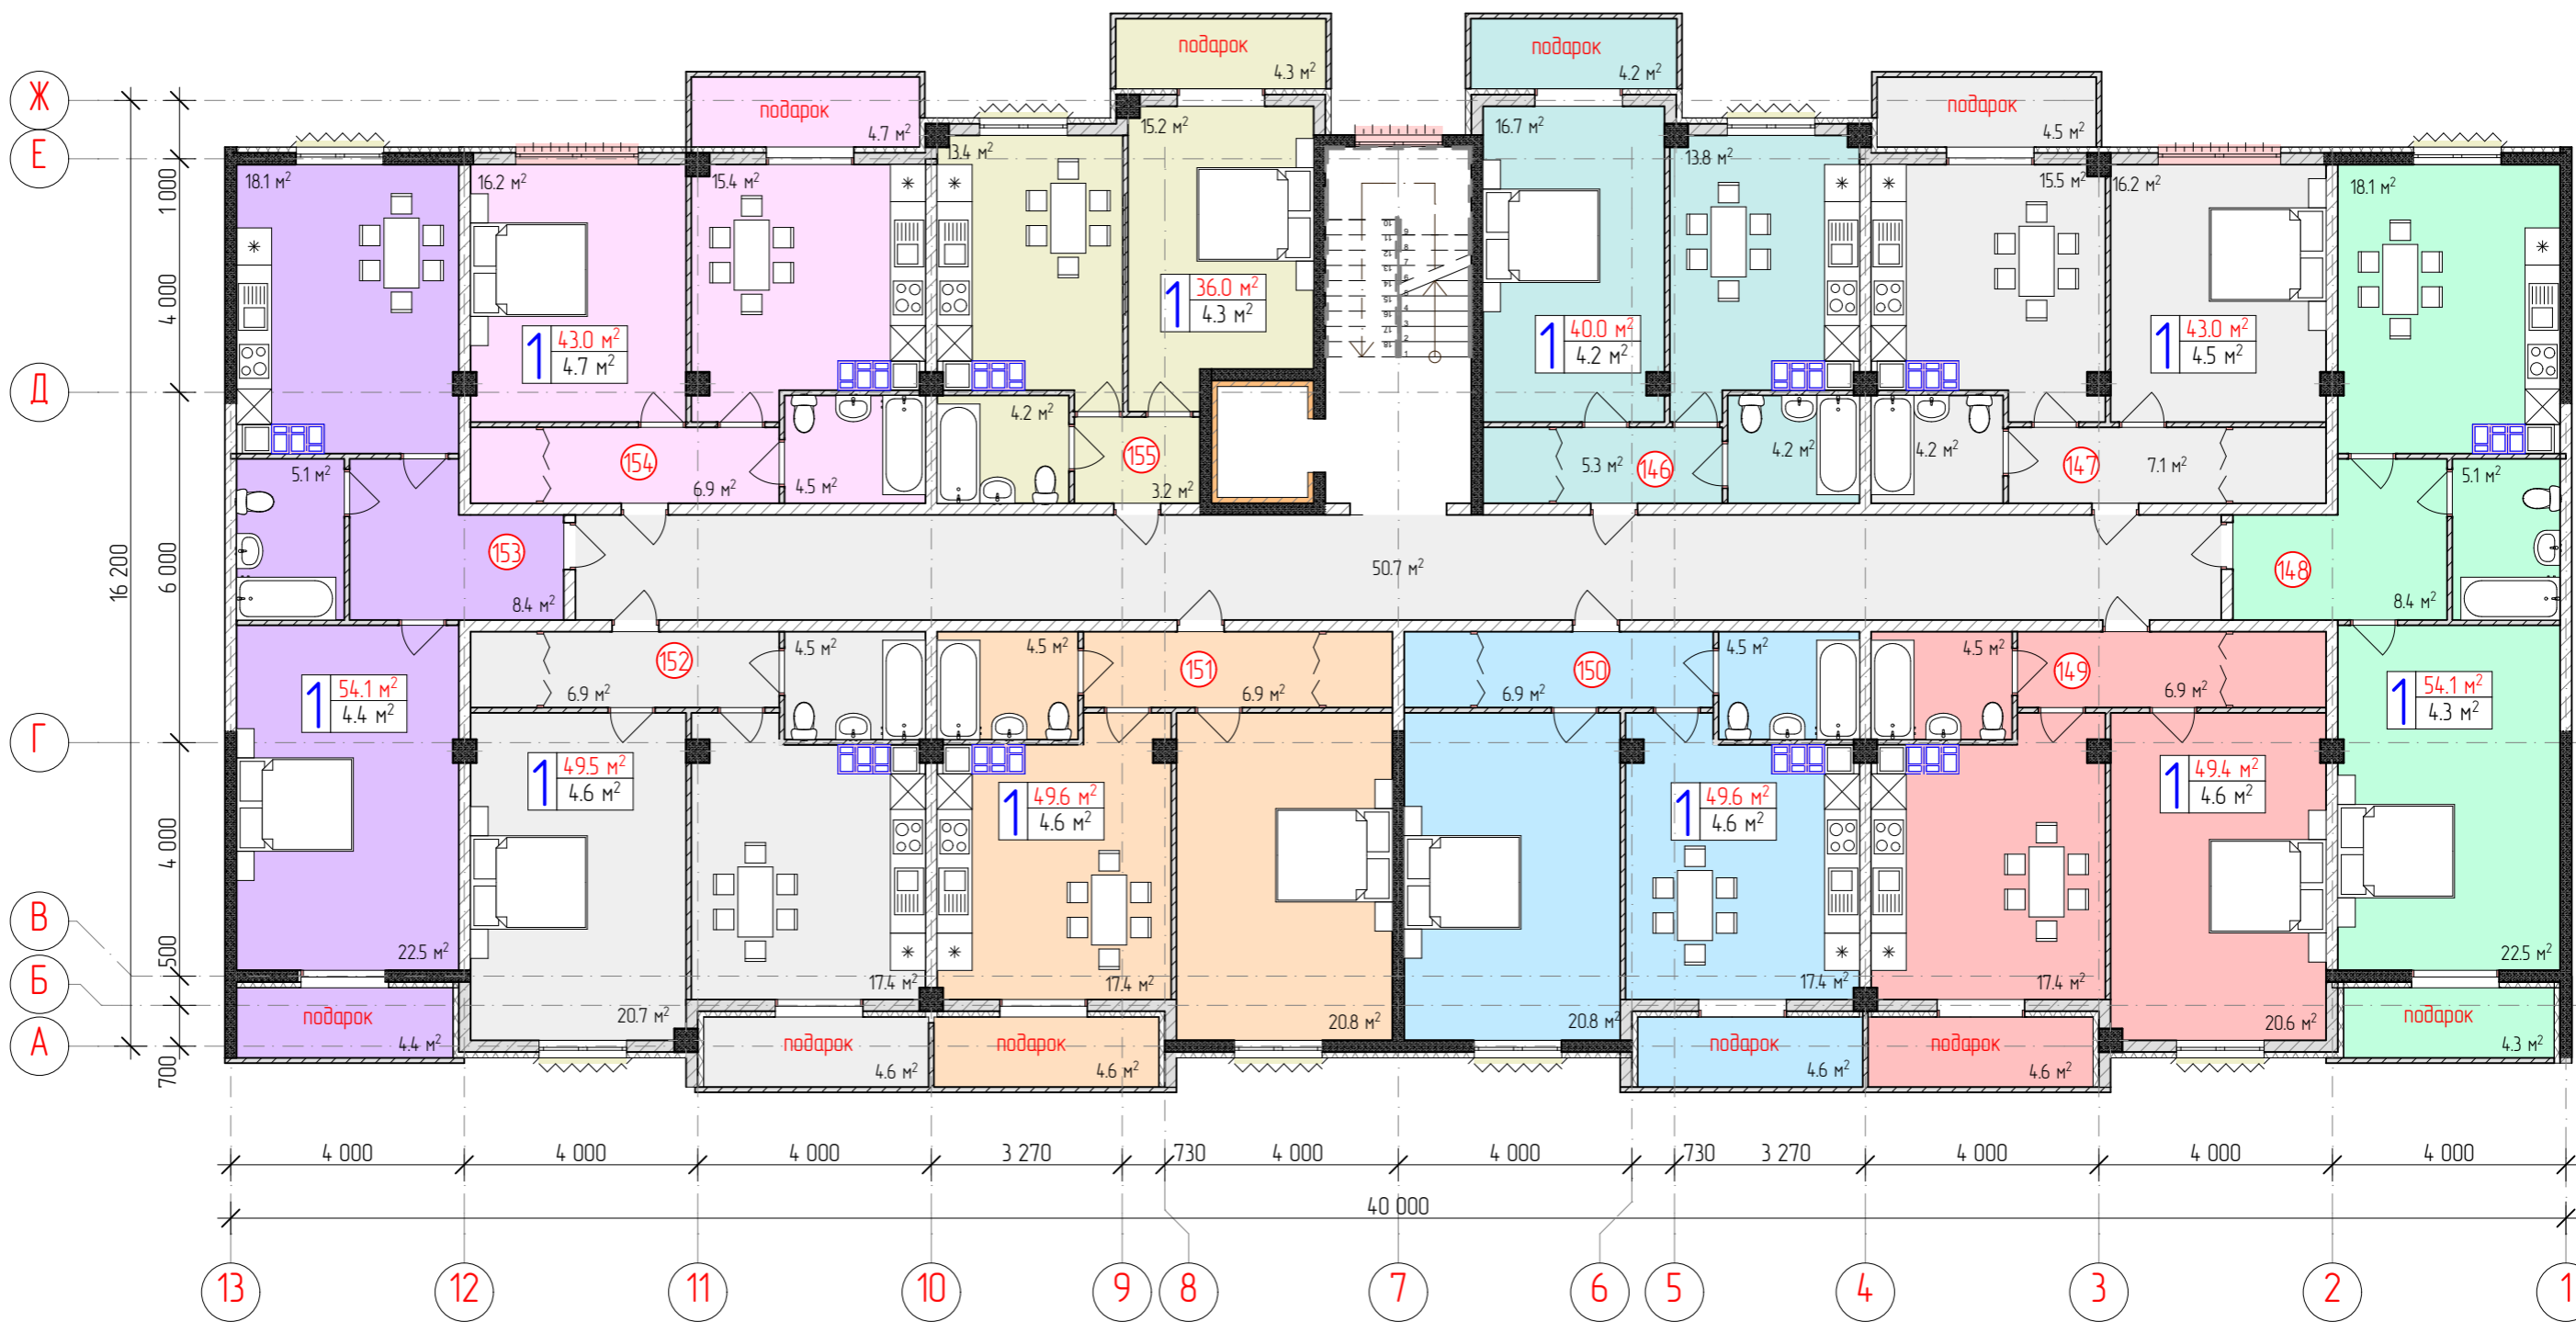 подарок
4.3 м²
подарок
4.2 м²
Ж
подарок
4.7 м²
15.2 м²
16.7 м²
подарок
4.5 м²
Е
13.4 м²
13.8 м²
18.1 м²
16.2 м²
15.4 м²
15.5 м²
16.2 м²
18.1 м²
1 000
4 000
1
36.0 м²
4.3 м²
1
43.0 м²
4.7 м²
1
40.0 м²
4.2 м²
1
43.0 м²
4.5 м²
Д
4.2 м²
5.1 м²
154
6.9 м²
4.5 м²
155
3.2 м²
5.3 м²
146
4.2 м²
4.2 м²
147
7.1 м²
5.1 м²
16 200
6 000
153
8.4 м²
50.7 м²
148
8.4 м²
152
6.9 м²
4.5 м²
4.5 м²
151
6.9 м²
150
6.9 м²
4.5 м²
4.5 м²
149
6.9 м²
1
54.1 м²
4.4 м²
1
54.1 м²
4.3 м²
Г
1
49.5 м²
4.6 м²
1
49.6 м²
4.6 м²
1
49.6 м²
4.6 м²
1
49.4 м²
4.6 м²
4 000
В
22.5 м²
17.4 м²
17.4 м²
17.4 м²
17.4 м²
22.5 м²
500
Б
подарок
4.4 м²
20.7 м²
20.8 м²
20.8 м²
20.6 м²
подарок
4.3 м²
А
700
подарок
4.6 м²
подарок
4.6 м²
подарок
4.6 м²
подарок
4.6 м²
4 000
4 000
4 000
3 270
730
4 000
4 000
730
3 270
4 000
4 000
4 000
40 000
13
12
11
10
9
8
7
6
5
4
3
2
1